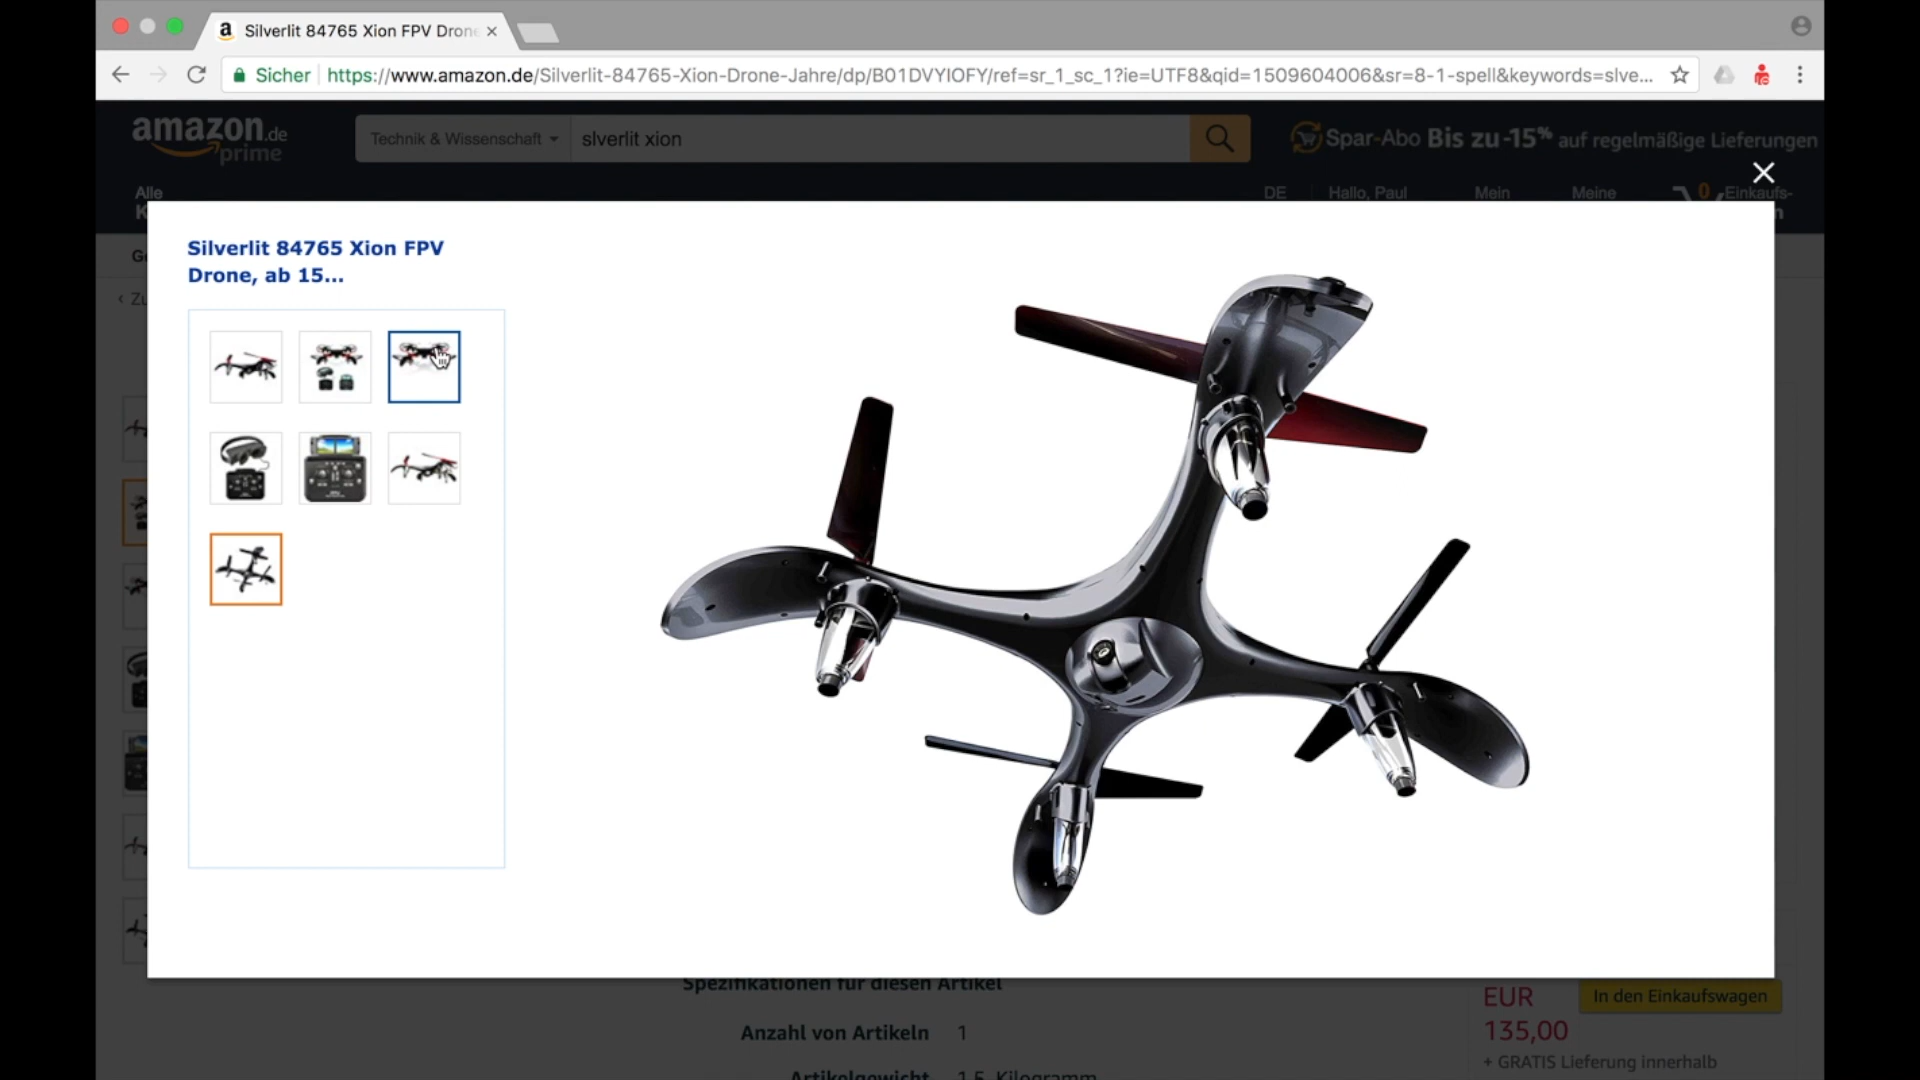 Silverlit 84765 Xion FPV Drone
Sicher https://www.amazon.de/Silverlit-84765-Xion-Drone-Jahre/dp/B01DVYIOFY/ref=sr_1_sc_1?ie=UTF8&qid=1509604006&sr=8-1-spell&keywords=slve...
amazon.de
prime
Technik & Wissenschaft
slverlit xion
Spar-Abo Bis zu -15% auf regelmäßige Lieferungen
Alle
DE
Hallo, Paul
Mein
Meine
0
Einkaufs-
Silverlit 84765 Xion FPV
Drone, ab 15...
Spezifikationen für diesen Artikel
Anzahl von Artikeln 1
Artikelgewicht 1,5 Kilogramm
EUR
135,00
In den Einkaufswagen
+ GRATIS Lieferung innerhalb